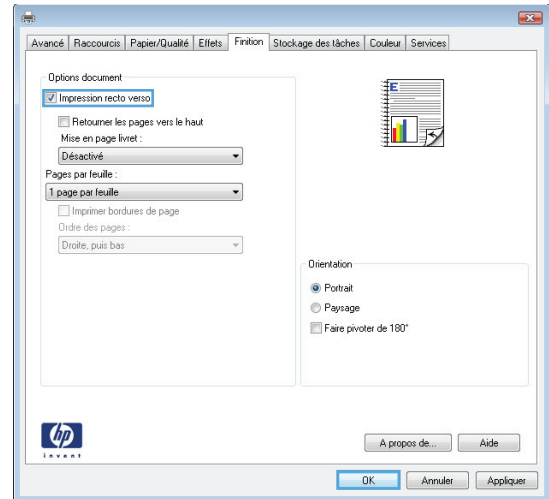 Avancé Raccourcis Papier/Qualité Effets Finition Stockage des tâches Couleur Services
Options document
Impression recto verso
Retourner les pages vers le haut
Mise en page livret :
Désactivé
Pages par feuille :
1 page par feuille
Imprimer bordures de page
Ordre des pages :
Droite, puis bas
E
Orientation
Portrait
Paysage
Faire pivoter de 180°
hp
invent
A propos de... Aide
OK Annuler Appliquer